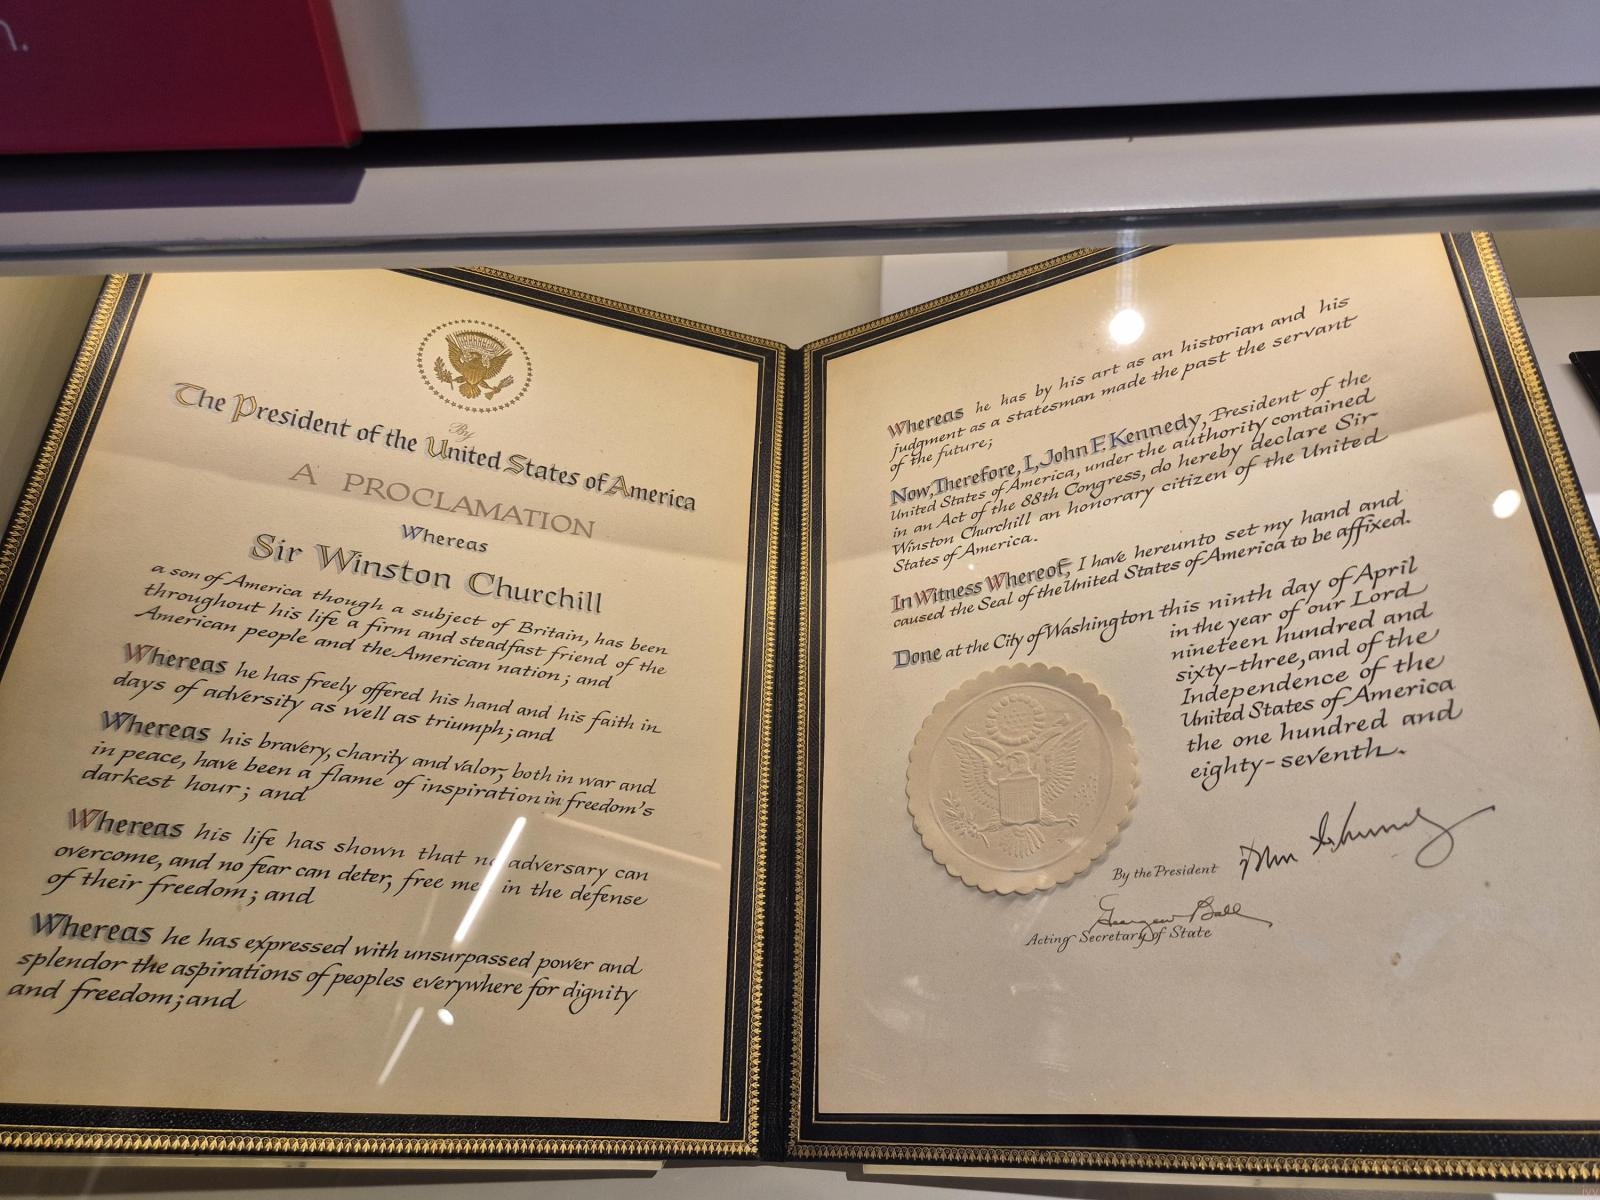 n.
By
The President of the United States of America
A PROCLAMATION
Whereas
Sir Winston Churchill
a son of America though a subject of Britain, has been
throughout his life a firm and steadfast friend of the
American people and the American nation; and
Whereas he has freely offered his hand and his faith in
days of adversity as well as triumph; and
Whereas his bravery, charity and valor, both in war and
in peace, have been a flame of inspiration in freedom's
darkest hour; and
Whereas his life has shown that no adversary can
overcome, and no fear can deter, free men in the defense
of their freedom; and
Whereas he has expressed with unsurpassed power and
splendor the aspirations of peoples everywhere for dignity
and freedom; and
Whereas he has by his art as an historian and his
judgment as a statesman made the past the servant
of the future;
Now, Therefore, I, John F. Kennedy, President of the
United States of America, under the authority contained
in an Act of the 88th Congress, do hereby declare Sir
Winston Churchill an honorary citizen of the United
States of America.
In Witness Whereof, I have hereunto set my hand and
caused the Seal of the United States of America to be affixed.
Done at the City of Washington this ninth day of April
in the year of our Lord
nineteen hundred and
sixty-three, and of the
Independence of the
United States of America
the one hundred and
eighty-seventh.
By the President John Kennedy
George W Ball
Acting Secretary of State